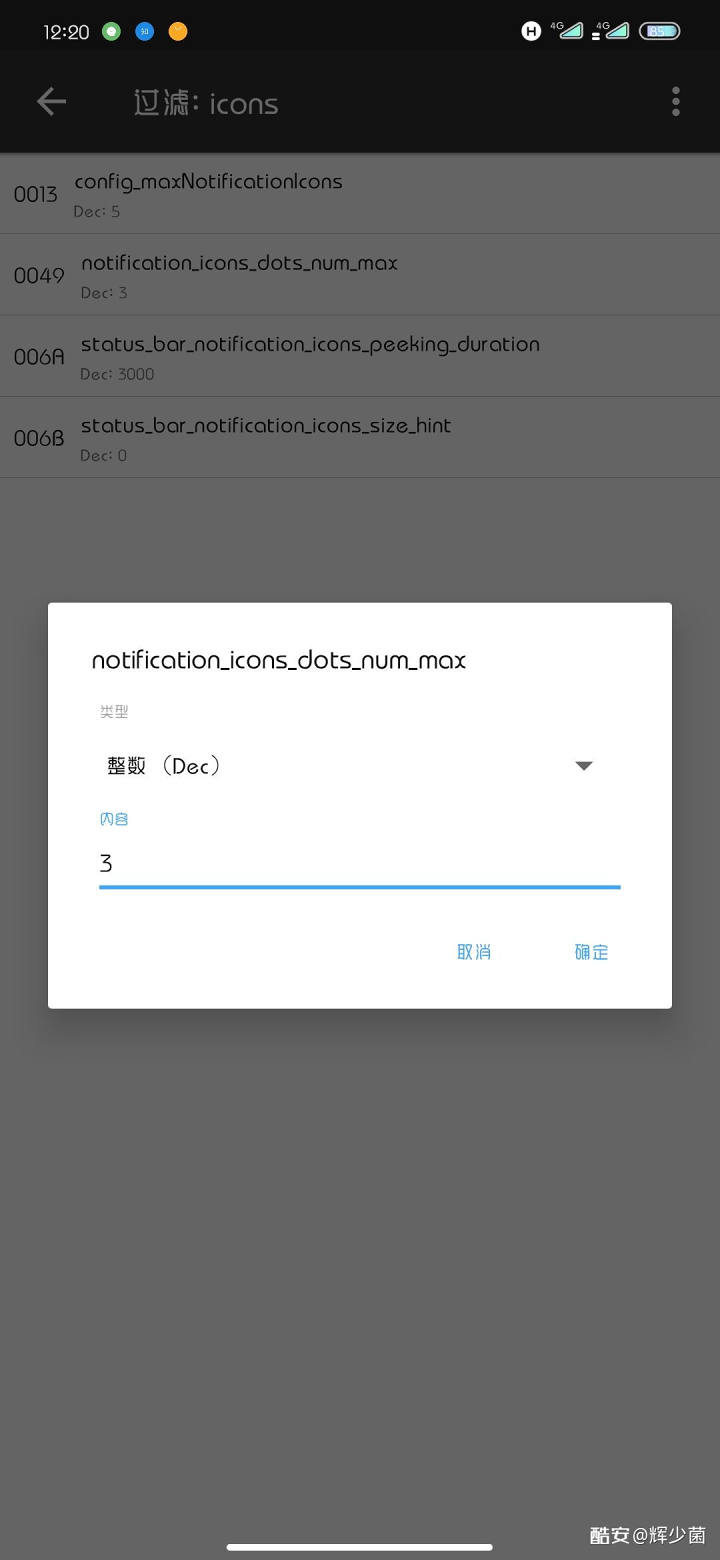 12:20 知 H 4G 4G 85
过滤: icons
0013 config_maxNotificationIcons
Dec: 5
0049 notification_icons_dots_num_max
Dec: 3
006A status_bar_notification_icons_peeking_duration
Dec: 3000
006B status_bar_notification_icons_size_hint
Dec: 0
notification_icons_dots_num_max
类型
整数 （Dec）
内容
3
取消 确定
酷安@辉少菌